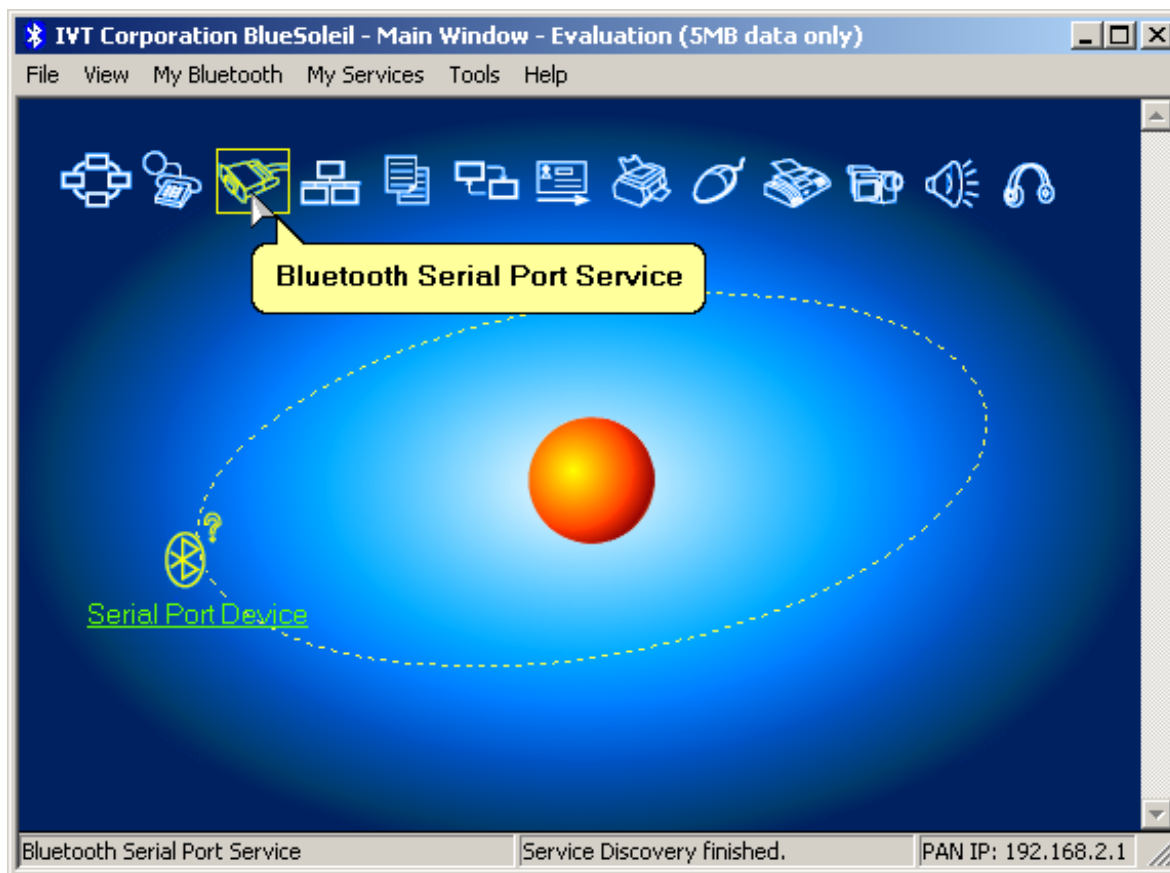 IVT Corporation BlueSoleil - Main Window - Evaluation (5MB data only)
File View My Bluetooth My Services Tools Help
Bluetooth Serial Port Service
Serial Port Device
Bluetooth Serial Port Service Service Discovery finished. PAN IP: 192.168.2.1